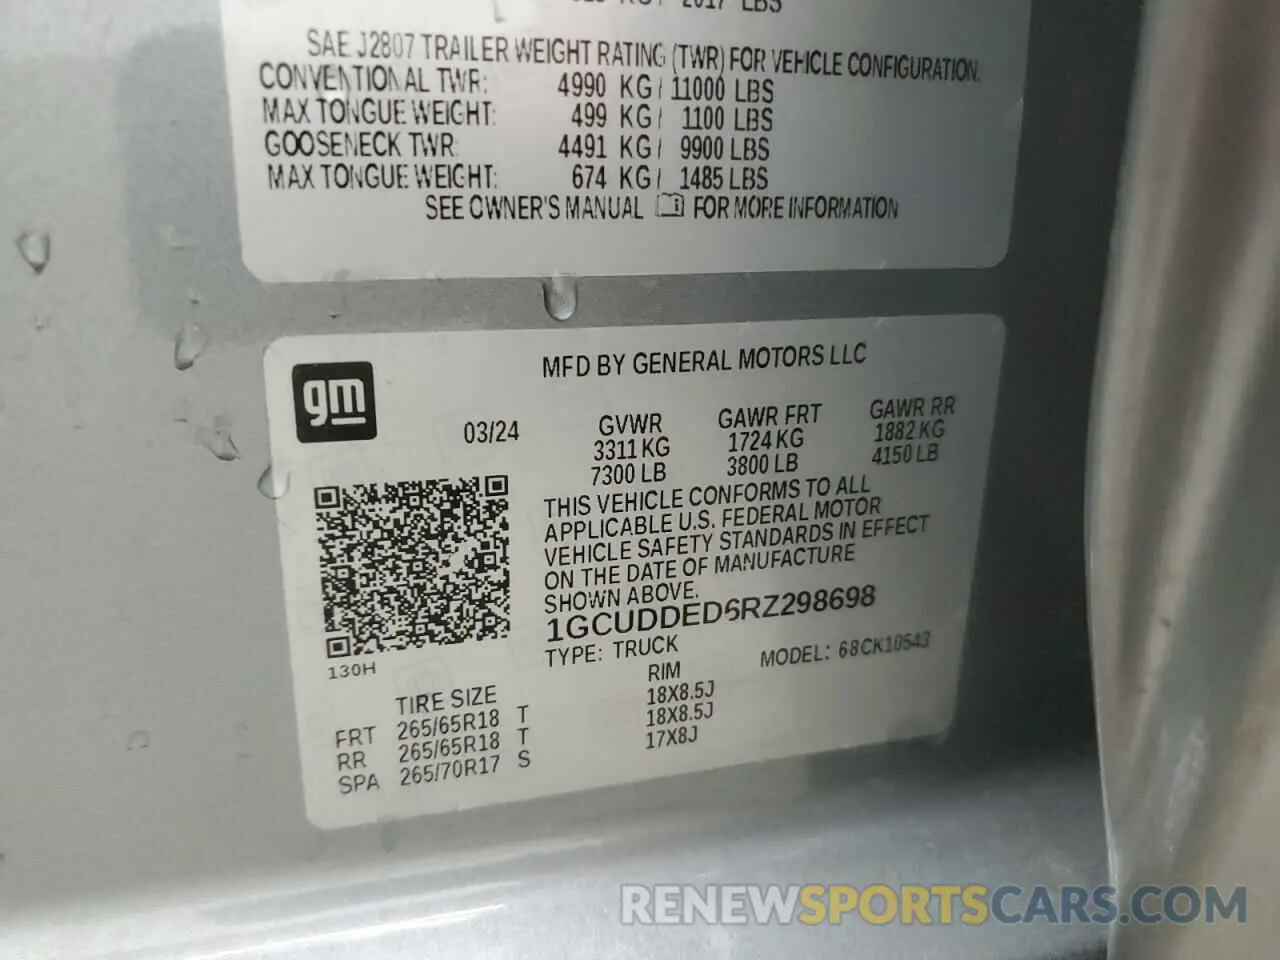 2017 LBS
SAE J2807 TRAILER WEIGHT RATING (TWR) FOR VEHICLE CONFIGURATION.
CONVENTIONAL TWR: 4990 KG/ 11000 LBS
MAX TONGUE WEIGHT: 499 KG/ 1100 LBS
GOOSENECK TWR: 4491 KG/ 9900 LBS
MAX TONGUE WEIGHT: 674 KG/ 1485 LBS
SEE OWNER'S MANUAL FOR MORE INFORMATION
gm
MFD BY GENERAL MOTORS LLC
03/24 GVWR GAWR FRT GAWR RR
3311 KG 1724 KG 1882 KG
7300 LB 3800 LB 4150 LB
THIS VEHICLE CONFORMS TO ALL
APPLICABLE U.S. FEDERAL MOTOR
VEHICLE SAFETY STANDARDS IN EFFECT
ON THE DATE OF MANUFACTURE
SHOWN ABOVE.
1GCUDDED6RZ298698
TYPE: TRUCK MODEL: 68CK10543
130H
TIRE SIZE RIM
FRT 265/65R18 T 18X8.5J
RR 265/65R18 T 18X8.5J
SPA 265/70R17 S 17X8J
RENEWSPORTSCARS.COM